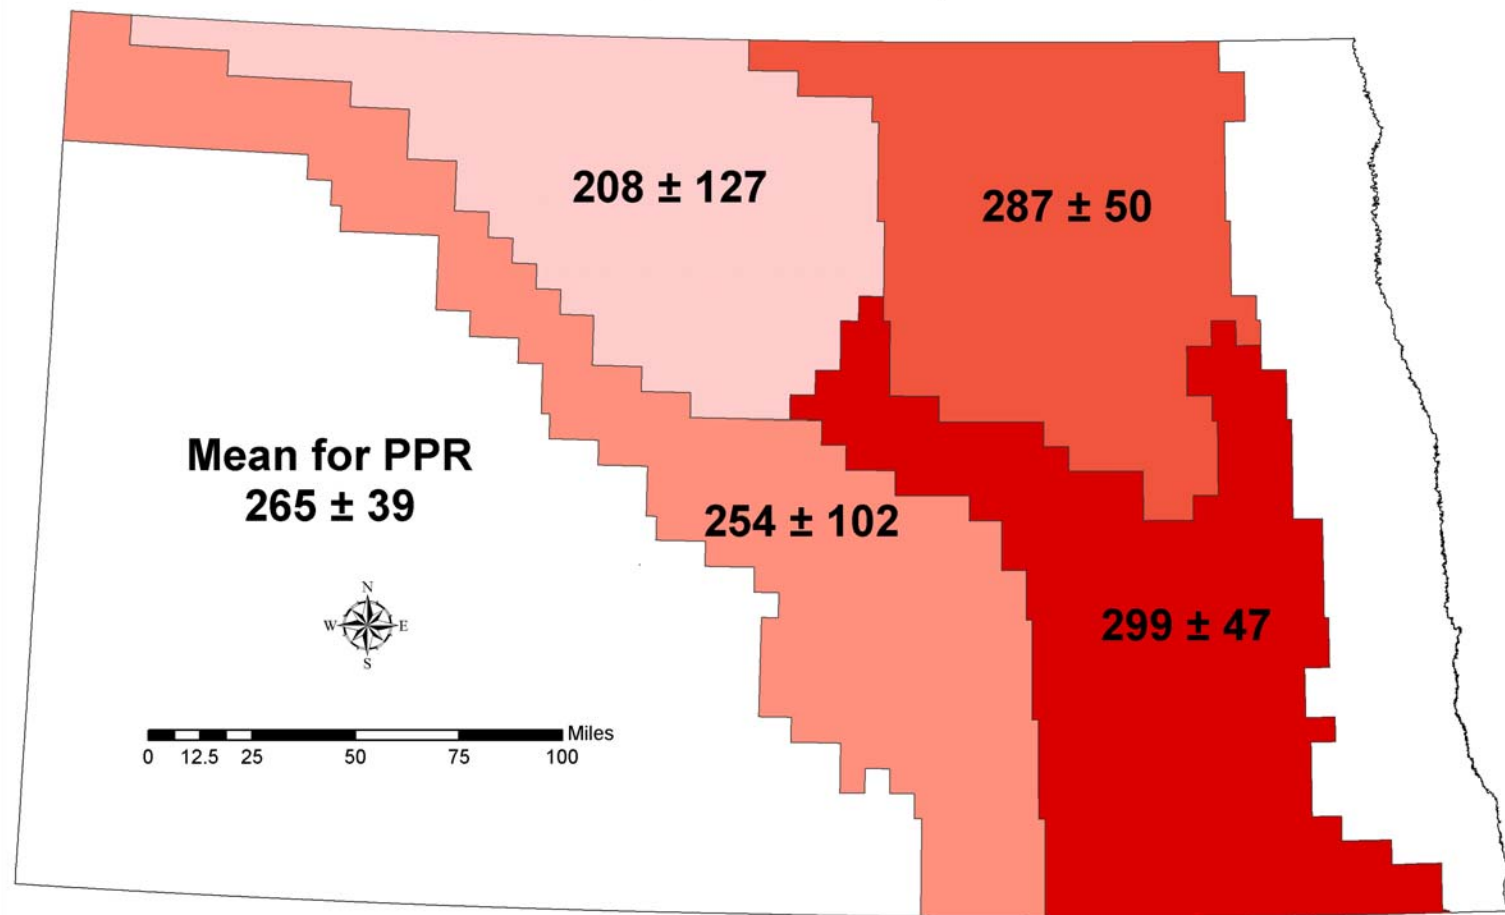 208 ± 127
287 ± 50
Mean for PPR
265 ± 39
254 ± 102
N
W E
S
299 ± 47
Miles
0 12.5 25 50 75 100